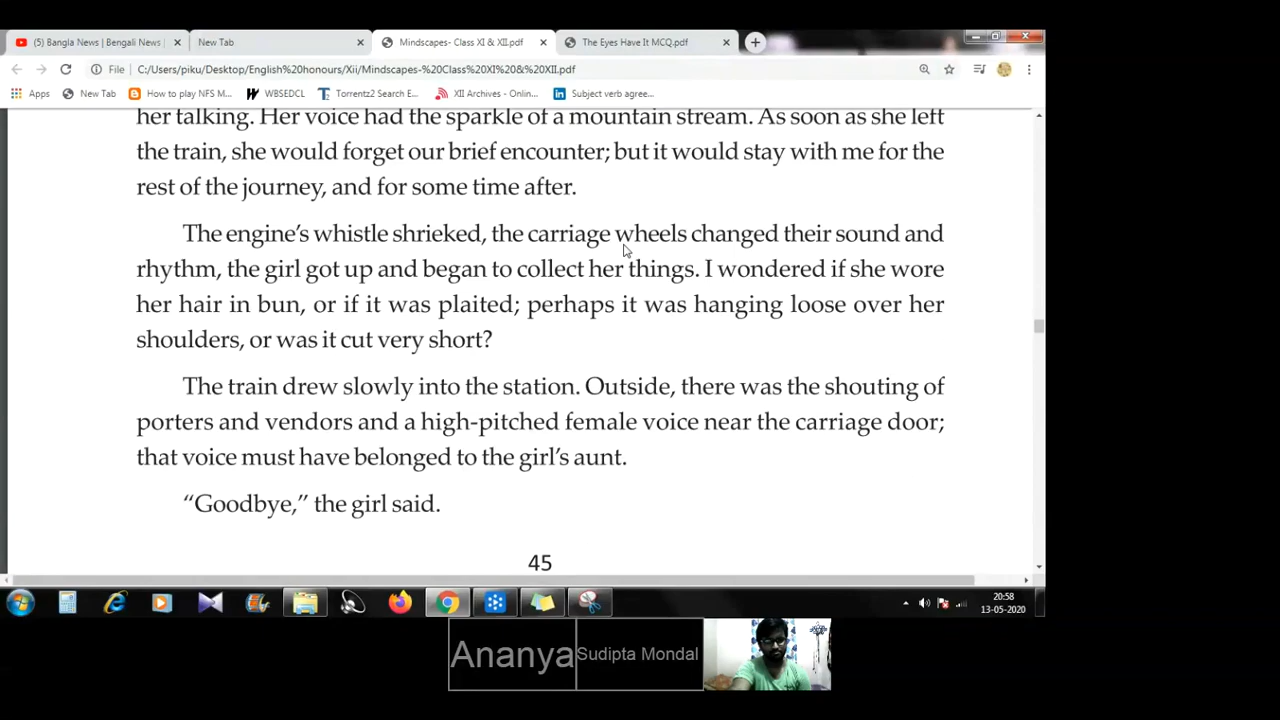 (5) Bangla News | Bengali News
New Tab
Mindscapes- Class XI & XII.pdf
The Eyes Have It MCQ.pdf
File
C:/Users/piku/Desktop/English%20honours/Xii/Mindscapes-%20Class%20XI%20&%20XII.pdf
Apps
New Tab
How to play NFS M...
WBSEDCL
Torrentz2 Search E...
XII Archives - Onlin...
Subject verb agree...
her talking. Her voice had the sparkle of a mountain stream. As soon as she left
the train, she would forget our brief encounter; but it would stay with me for the
rest of the journey, and for some time after.
The engine’s whistle shrieked, the carriage wheels changed their sound and
rhythm, the girl got up and began to collect her things. I wondered if she wore
her hair in bun, or if it was plaited; perhaps it was hanging loose over her
shoulders, or was it cut very short?
The train drew slowly into the station. Outside, there was the shouting of
porters and vendors and a high-pitched female voice near the carriage door;
that voice must have belonged to the girl’s aunt.
“Goodbye,” the girl said.
45
20:58
13-05-2020
Ananya
Sudipta Mondal